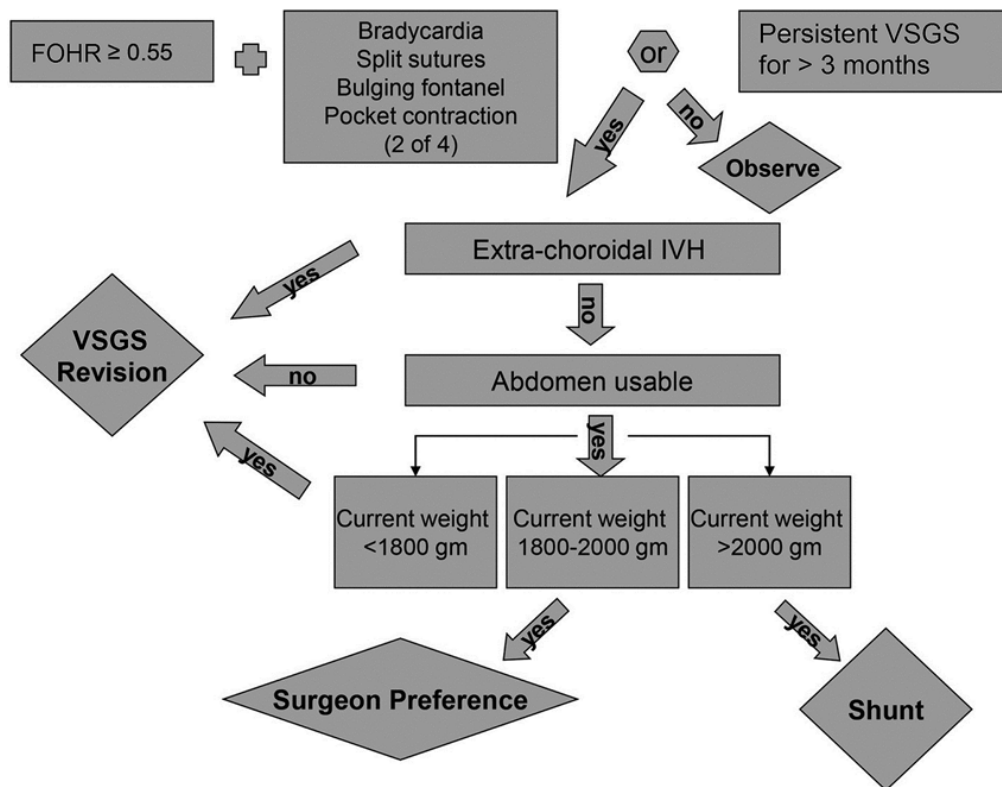 FOHR ≥ 0.55
Bradycardia
Split sutures
Bulging fontanel
Pocket contraction
(2 of 4)
or
Persistent VSGS
for > 3 months
yes
no
Observe
Extra-choroidal IVH
yes
no
VSGS
Revision
no
Abdomen usable
yes
yes
Current weight
<1800 gm
Current weight
1800-2000 gm
Current weight
>2000 gm
yes
yes
Surgeon Preference
Shunt